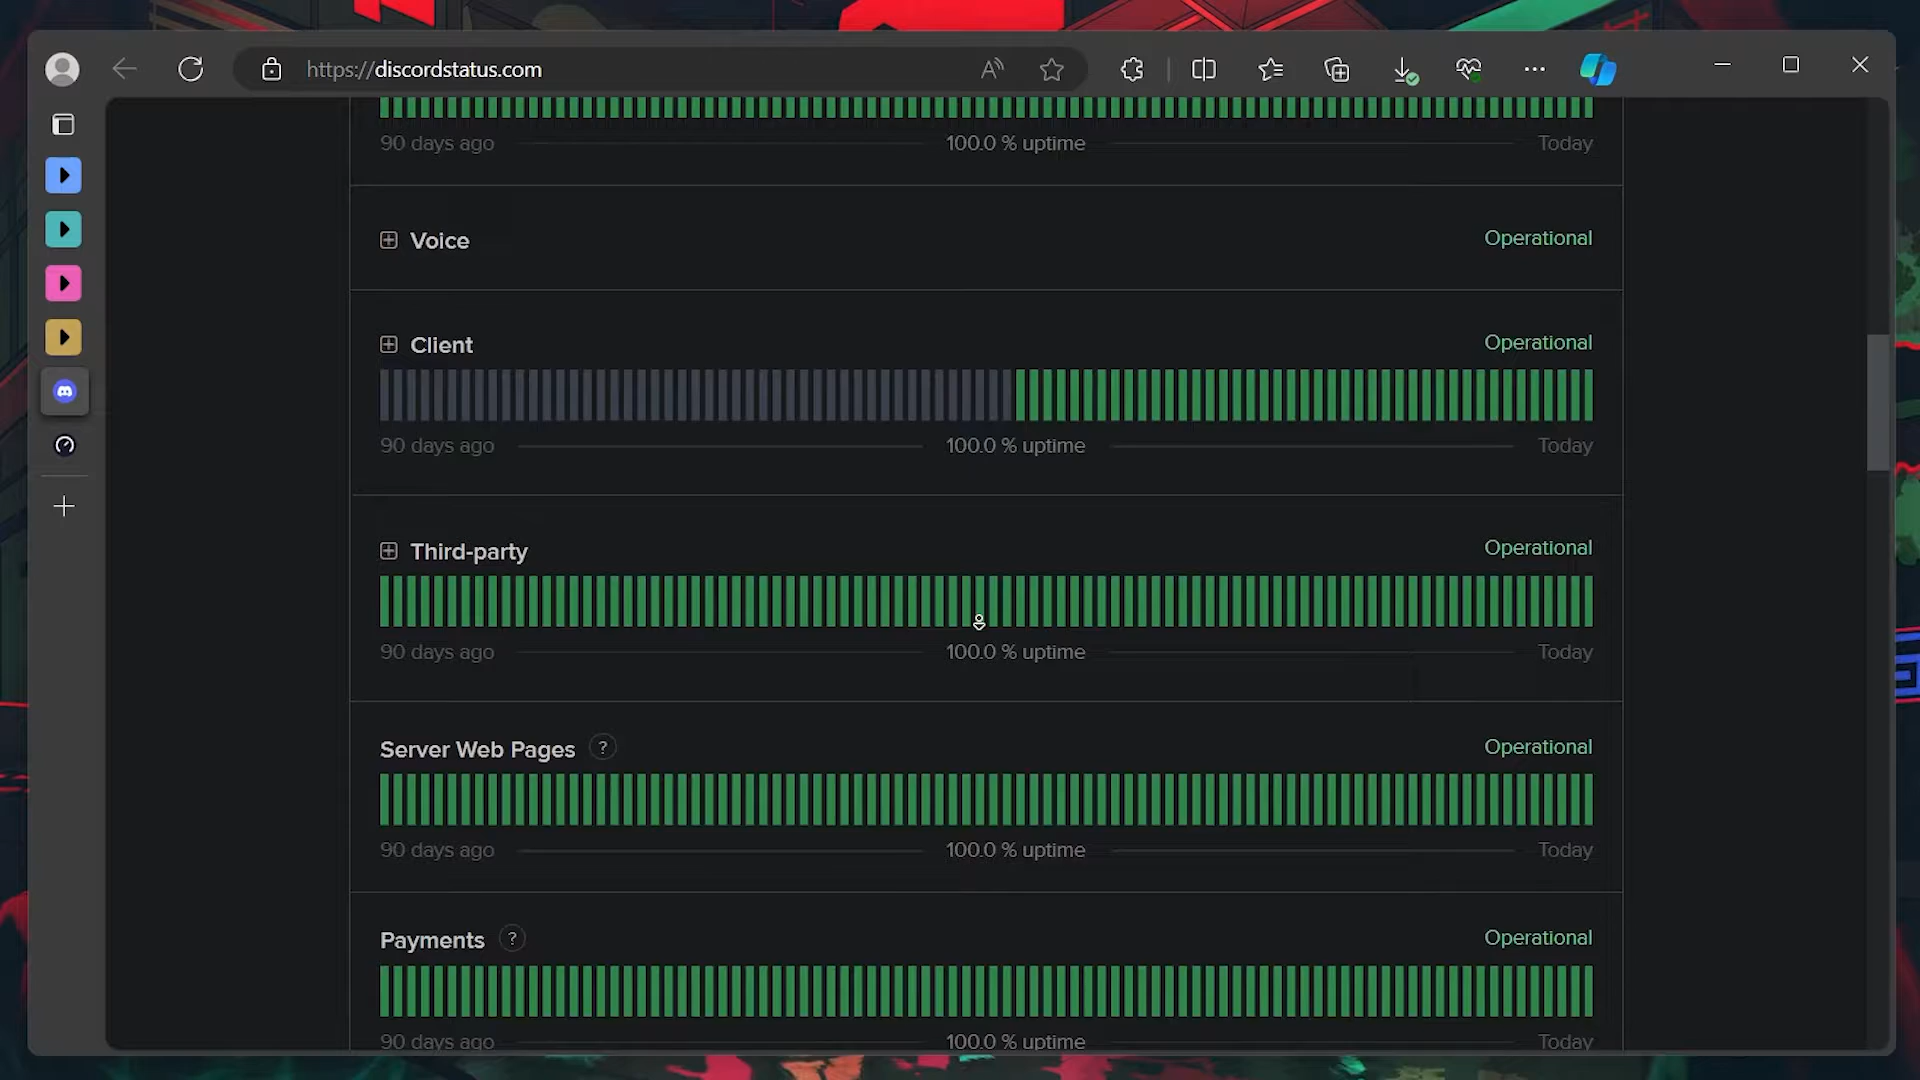 https://discordstatus.com
90 days ago 100.0 % uptime Today
Voice Operational
Client Operational
90 days ago 100.0 % uptime Today
Third-party Operational
90 days ago 100.0 % uptime Today
Server Web Pages ? Operational
90 days ago 100.0 % uptime Today
Payments ? Operational
90 days ago 100.0 % uptime Today